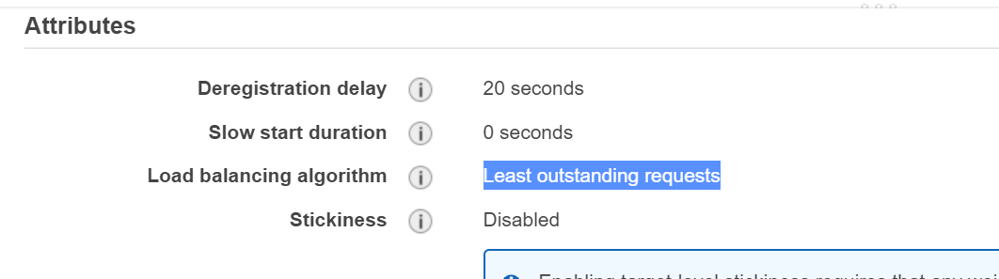 Attributes
Deregistration delay 20 seconds
Slow start duration 0 seconds
Load balancing algorithm Least outstanding requests
Stickiness Disabled
Enabling target level stickiness requires that any